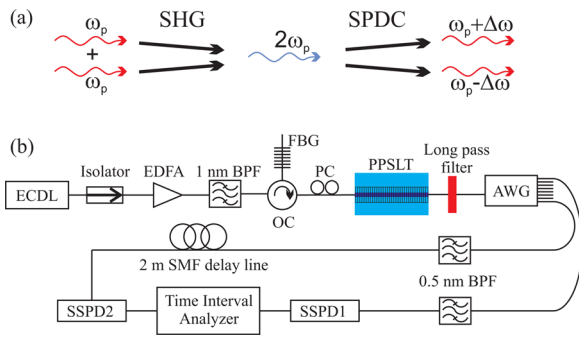 (a)
ωp SHG SPDC ωp+Δω
+ 2ωp
ωp ωp-Δω
(b)
FBG
Isolator EDFA 1 nm BPF PC PPSLT Long pass
filter
ECDL OC AWG
2 m SMF delay line
0.5 nm BPF
SSPD2 Time Interval
Analyzer SSPD1